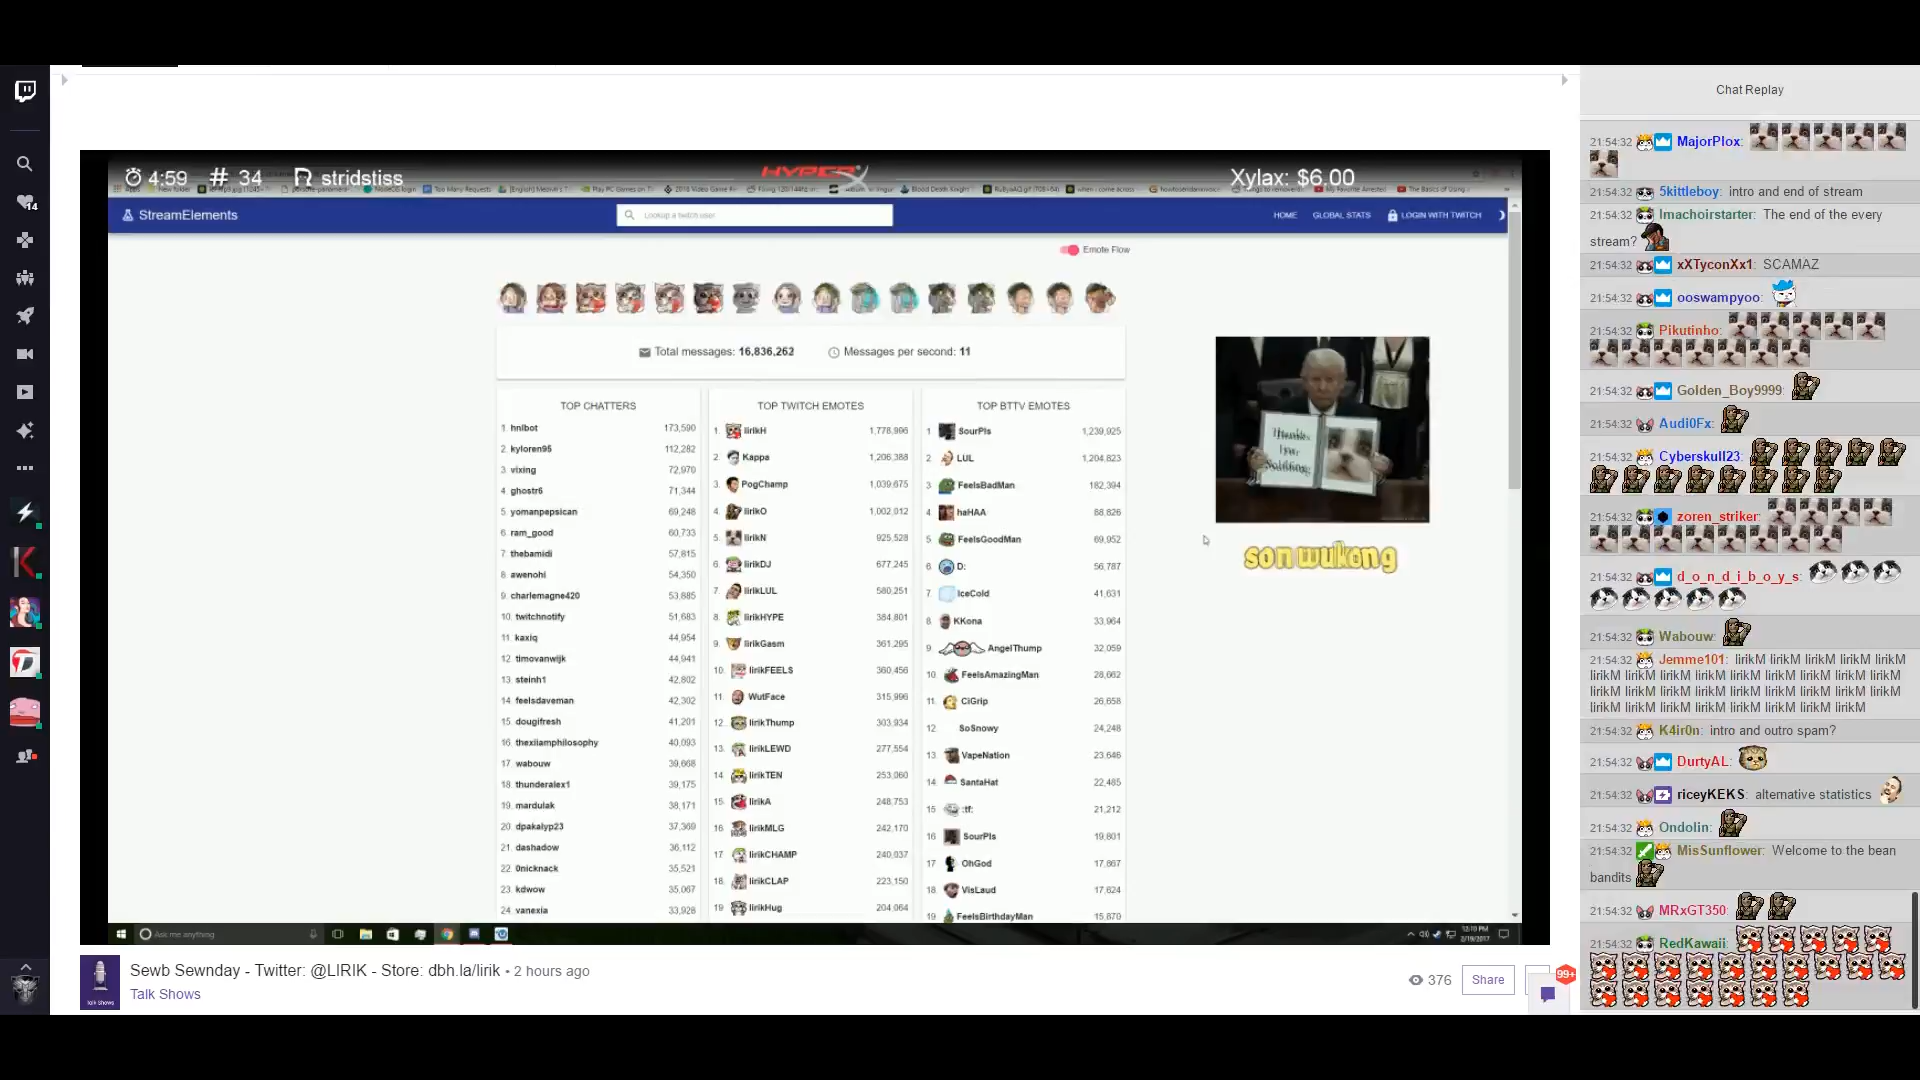 4:59 # 34 stridstiss
HYPERX
Xylax: $6.00
StreamElements
Lookup a twitch user
HOME GLOBAL STATS LOGIN WITH TWITCH
Emote Flow
Total messages: 16,836,262 Messages per second: 11
TOP CHATTERS
1. hnlbot 173,590
2. kyloren95 112,282
3. vixing 72,970
4. ghostr6 71,344
5. yomanpepsican 69,248
6. ram_good 60,733
7. thebamidi 57,815
8. awenohi 54,350
9. charlemagne420 53,885
10. twitchnotify 51,683
11. kaxiq 44,954
12. timovanwijk 44,941
13. steinh1 42,802
14. feelsdaveman 42,302
15. dougifresh 41,201
16. thexiiamphilosophy 40,093
17. wabouw 39,668
18. thunderalex1 39,175
19. mardulak 38,171
20. dpakalyp23 37,369
21. dashadow 36,112
22. 0nicknack 35,521
23. kdwow 35,067
24. vanexia 33,928
TOP TWITCH EMOTES
1. lirikH 1,778,996
2. Kappa 1,206,388
3. PogChamp 1,039,675
4. lirikO 1,002,012
5. lirikN 925,528
6. lirikDJ 677,245
7. lirikLUL 580,251
8. lirikHYPE 384,801
9. lirikGasm 361,295
10. lirikFEELS 360,456
11. WutFace 315,996
12. lirikThump 303,934
13. lirikLEWD 277,554
14. lirikTEN 253,060
15. lirikA 248,753
16. lirikMLG 242,170
17. lirikCHAMP 240,037
18. lirikCLAP 223,150
19. lirikHug 204,064
TOP BTTV EMOTES
1. SourPls 1,239,925
2. LUL 1,204,823
3. FeelsBadMan 182,394
4. haHAA 88,826
5. FeelsGoodMan 69,952
6. D: 56,787
7. IceCold 41,631
8. KKona 33,964
9. AngelThump 32,059
10. FeelsAmazingMan 28,662
11. CiGrip 26,658
12. SoSnowy 24,248
13. VapeNation 23,646
14. SantaHat 22,485
15. :tf: 21,212
16. SourPls 19,801
17. OhGod 17,867
18. VisLaud 17,624
19. FeelsBirthdayMan 15,870
son wukong
Ask me anything
12:10 PM
2/19/2017
Talk Shows
Sewb Sewnday - Twitter: @LIRIK - Store: dbh.la/lirik • 2 hours ago
Talk Shows
376
Share
99+
14
Chat Replay
21:54:32 MajorPlox:
21:54:32 5kittleboy: intro and end of stream
21:54:32 Imachoirstarter: The end of the every
stream?
21:54:32 xXTyconXx1: SCAMAZ
21:54:32 ooswampyoo:
21:54:32 Pikutinho:
21:54:32 Golden_Boy9999:
21:54:32 Audi0Fx:
21:54:32 Cyberskull23:
21:54:32 zoren_striker:
21:54:32 d_o_n_d_i_b_o_y_s:
21:54:32 Wabouw:
21:54:32 Jemme101: lirikM lirikM lirikM lirikM lirikM
lirikM lirikM lirikM lirikM lirikM lirikM lirikM
lirikM lirikM lirikM lirikM lirikM lirikM lirikM
lirikM lirikM lirikM lirikM lirikM lirikM
21:54:32 K4ir0n: intro and outro spam?
21:54:32 DurtyAL:
21:54:32 riceyKEKS: alternative statistics
21:54:32 Ondolin:
21:54:32 MisSunflower: Welcome to the bean
bandits
21:54:32 MRxGT350:
21:54:32 RedKawaii: